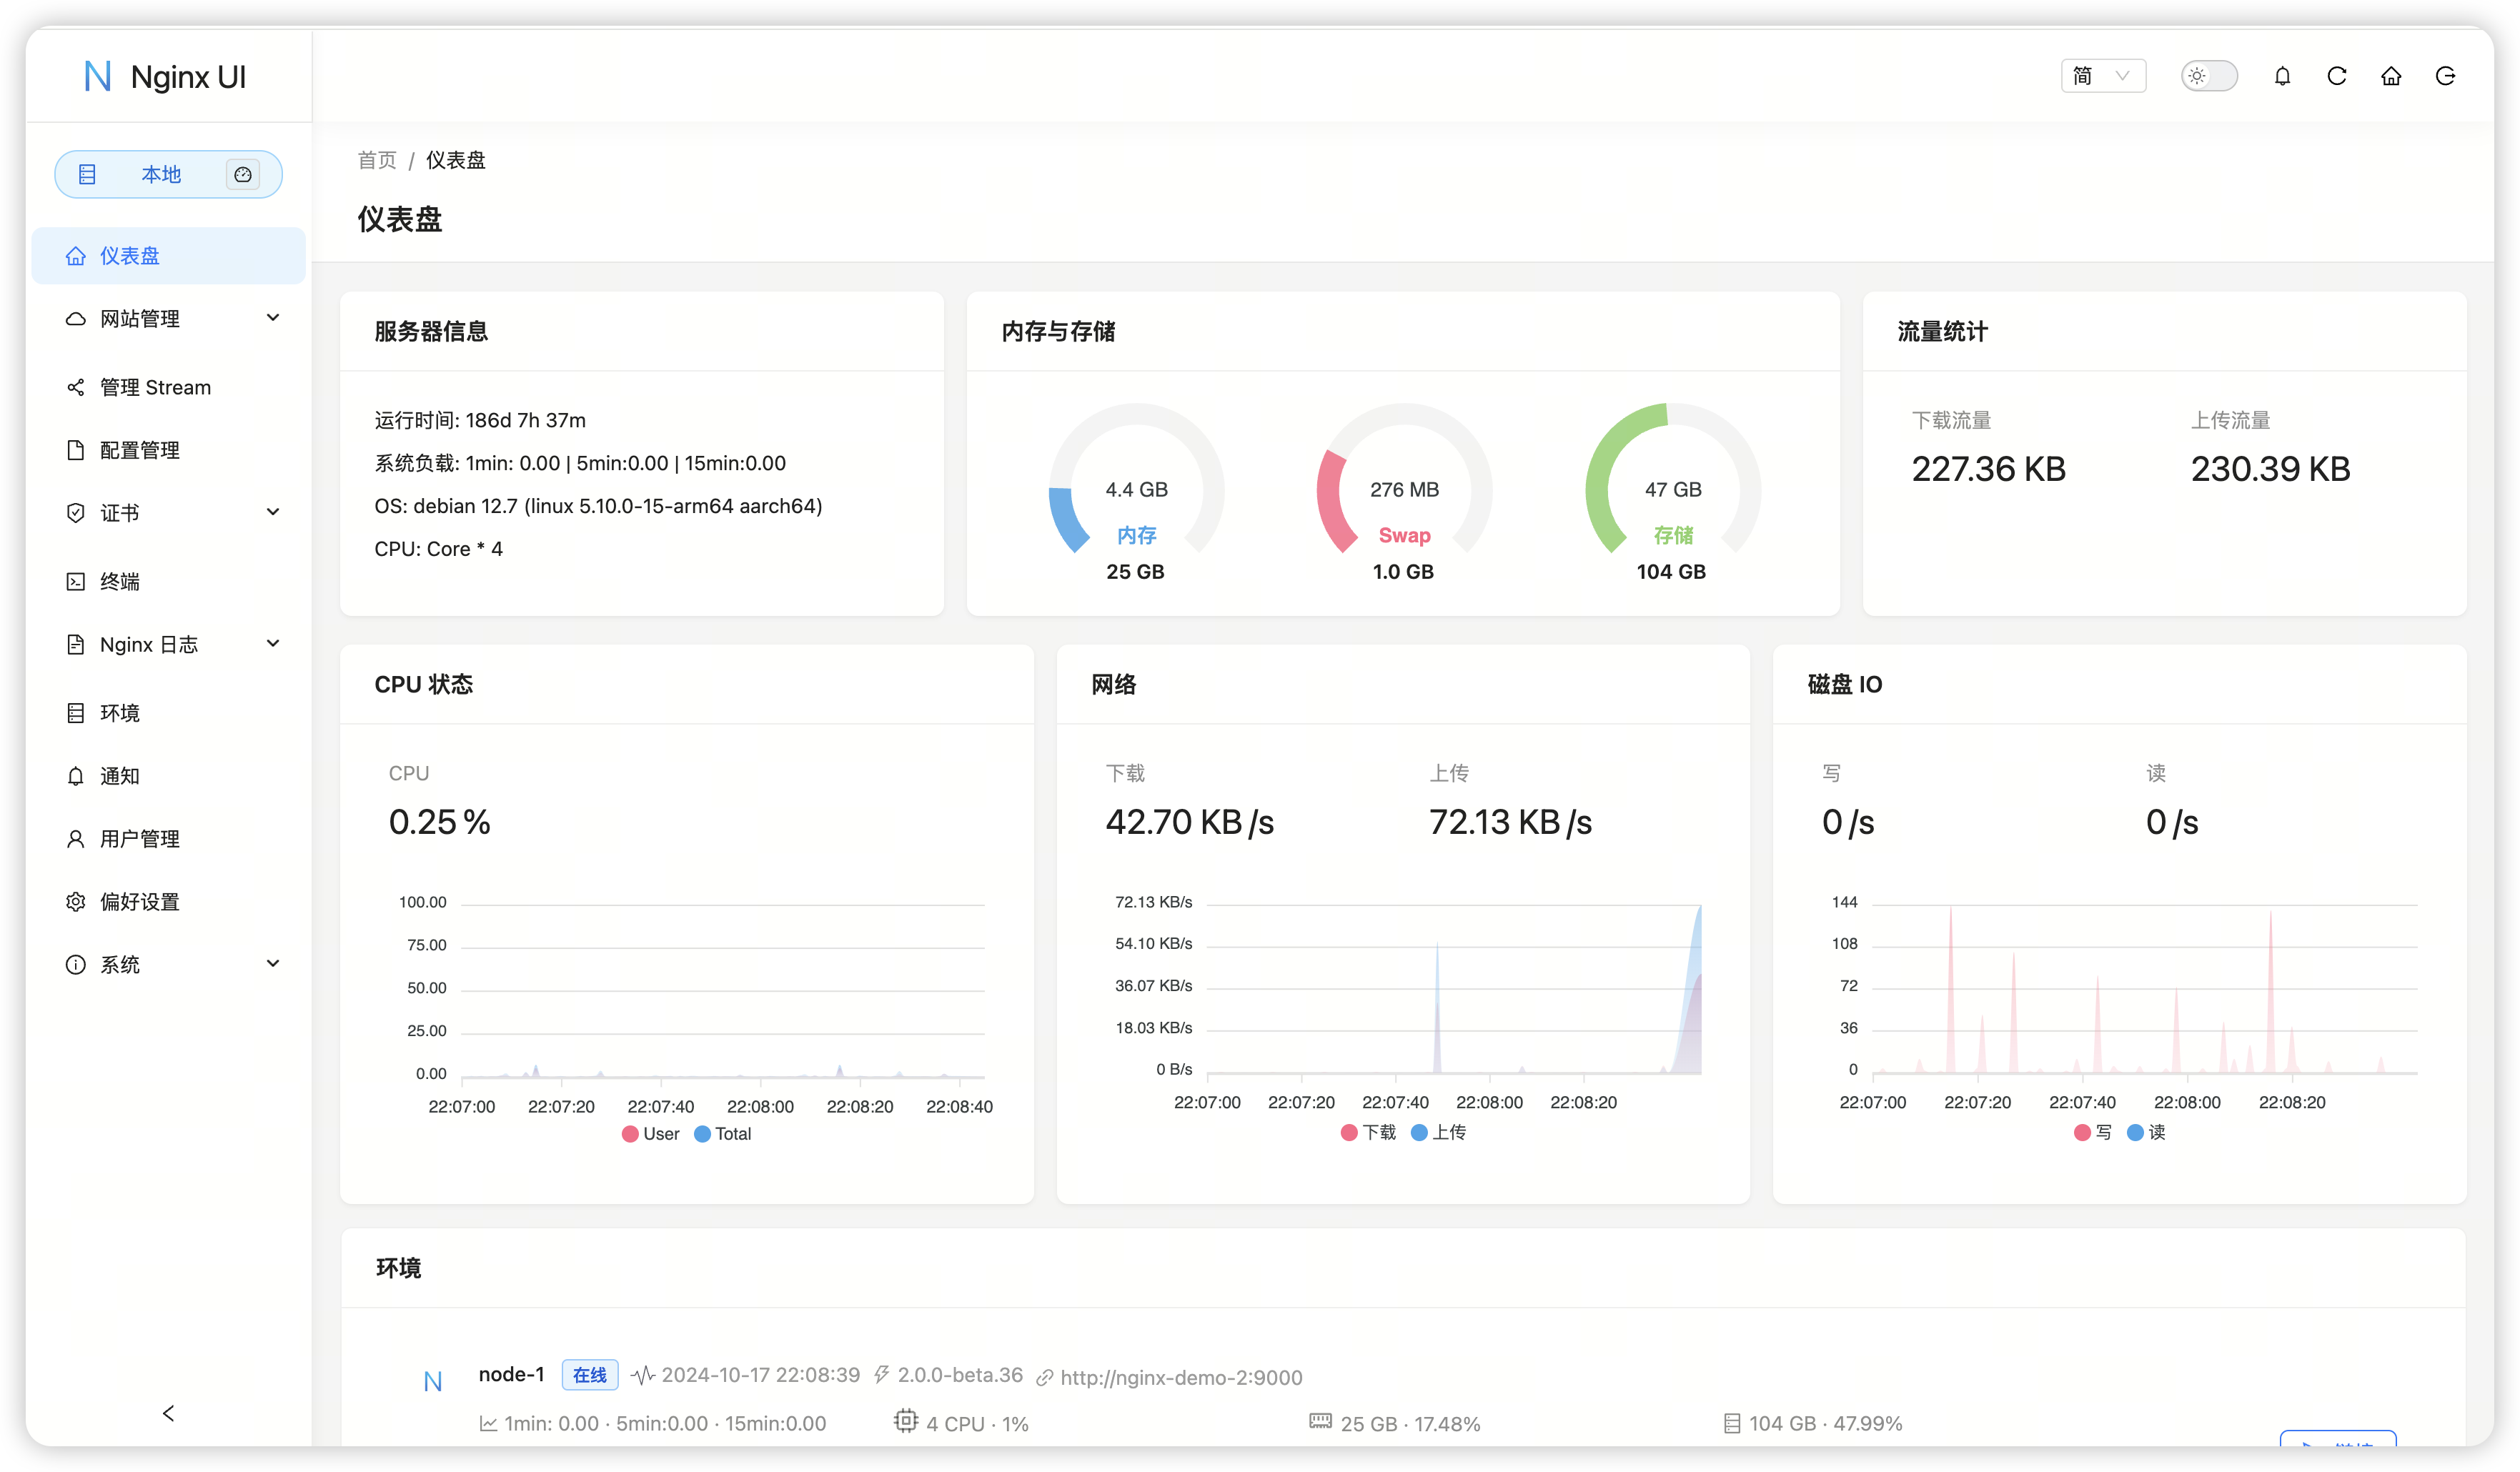 Nginx UI
简
本地
仪表盘
网站管理
管理 Stream
配置管理
证书
终端
Nginx 日志
环境
通知
用户管理
偏好设置
系统
首页 / 仪表盘
仪表盘
服务器信息
运行时间: 186d 7h 37m
系统负载: 1min: 0.00 | 5min:0.00 | 15min:0.00
OS: debian 12.7 (linux 5.10.0-15-arm64 aarch64)
CPU: Core * 4
内存与存储
4.4 GB
内存
25 GB
276 MB
Swap
1.0 GB
47 GB
存储
104 GB
流量统计
下载流量
227.36 KB
上传流量
230.39 KB
CPU 状态
CPU
0.25 %
100.00
75.00
50.00
25.00
0.00
22:07:00 22:07:20 22:07:40 22:08:00 22:08:20 22:08:40
User Total
网络
下载
42.70 KB /s
上传
72.13 KB /s
72.13 KB/s
54.10 KB/s
36.07 KB/s
18.03 KB/s
0 B/s
22:07:00 22:07:20 22:07:40 22:08:00 22:08:20
下载 上传
磁盘 IO
写
0 /s
读
0 /s
144
108
72
36
0
22:07:00 22:07:20 22:07:40 22:08:00 22:08:20
写 读
环境
node-1 在线 2024-10-17 22:08:39 2.0.0-beta.36 http://nginx-demo-2:9000
1min: 0.00 · 5min:0.00 · 15min:0.00 4 CPU · 1% 25 GB · 17.48% 104 GB · 47.99%